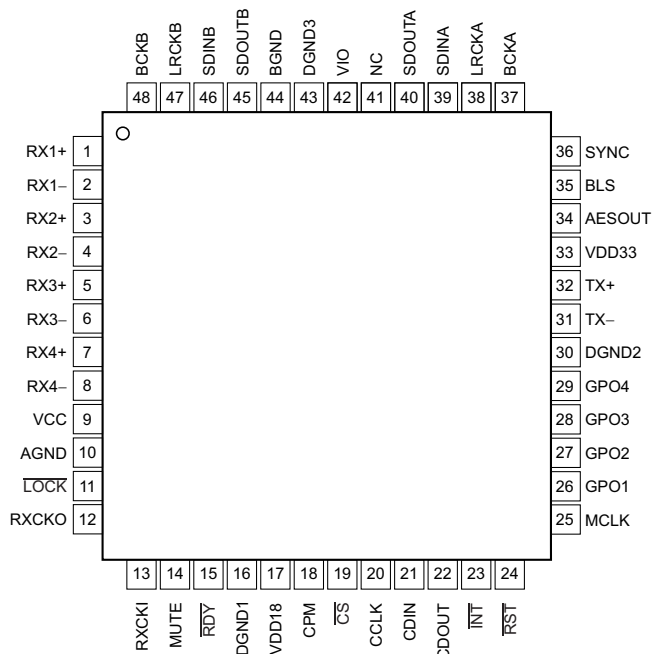 BCKB
LRCKB
SDINB
SDOUTB
BGND
DGND3
VIO
NC
SDOUTA
SDINA
LRCKA
BCKA
48 47 46 45 44 43 42 41 40 39 38 37
RX1+ 1
RX1– 2
RX2+ 3
RX2– 4
RX3+ 5
RX3– 6
RX4+ 7
RX4– 8
VCC 9
AGND 10
LOCK 11
RXCKO 12
36 SYNC
35 BLS
34 AESOUT
33 VDD33
32 TX+
31 TX–
30 DGND2
29 GPO4
28 GPO3
27 GPO2
26 GPO1
25 MCLK
13 14 15 16 17 18 19 20 21 22 23 24
RXCKI
MUTE
RDY
DGND1
VDD18
CPM
CS
CCLK
CDIN
CDOUT
INT
RST